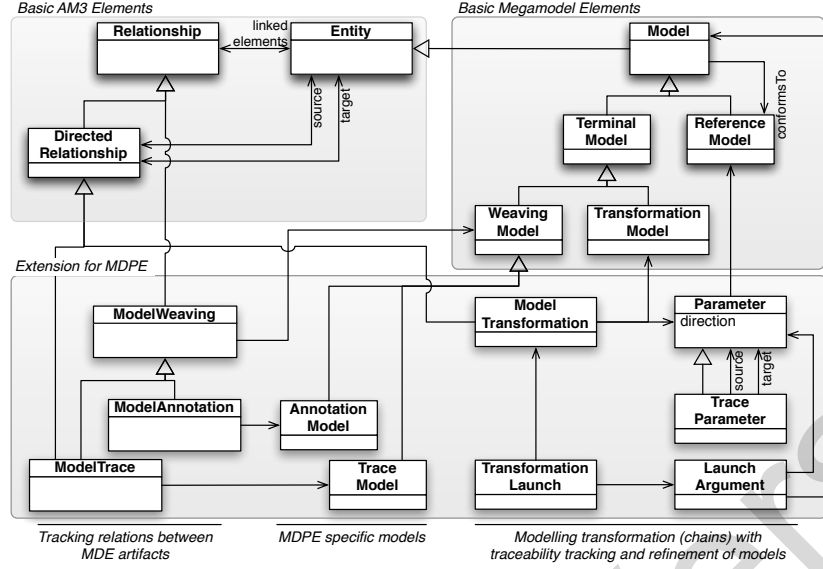 Basic AM3 Elements
Basic Megamodel Elements
Relationship
linked
elements
Entity
Model
source
target
conformsTo
Directed
Relationship
Terminal
Model
Reference
Model
Weaving
Model
Transformation
Model
Extension for MDPE
ModelWeaving
Model
Transformation
Parameter
direction
source
target
ModelAnnotation
Annotation
Model
Trace
Parameter
ModelTrace
Trace
Model
Transformation
Launch
Launch
Argument
Tracking relations between
MDE artifacts
MDPE specific models
Modelling transformation (chains) with
traceability tracking and refinement of models